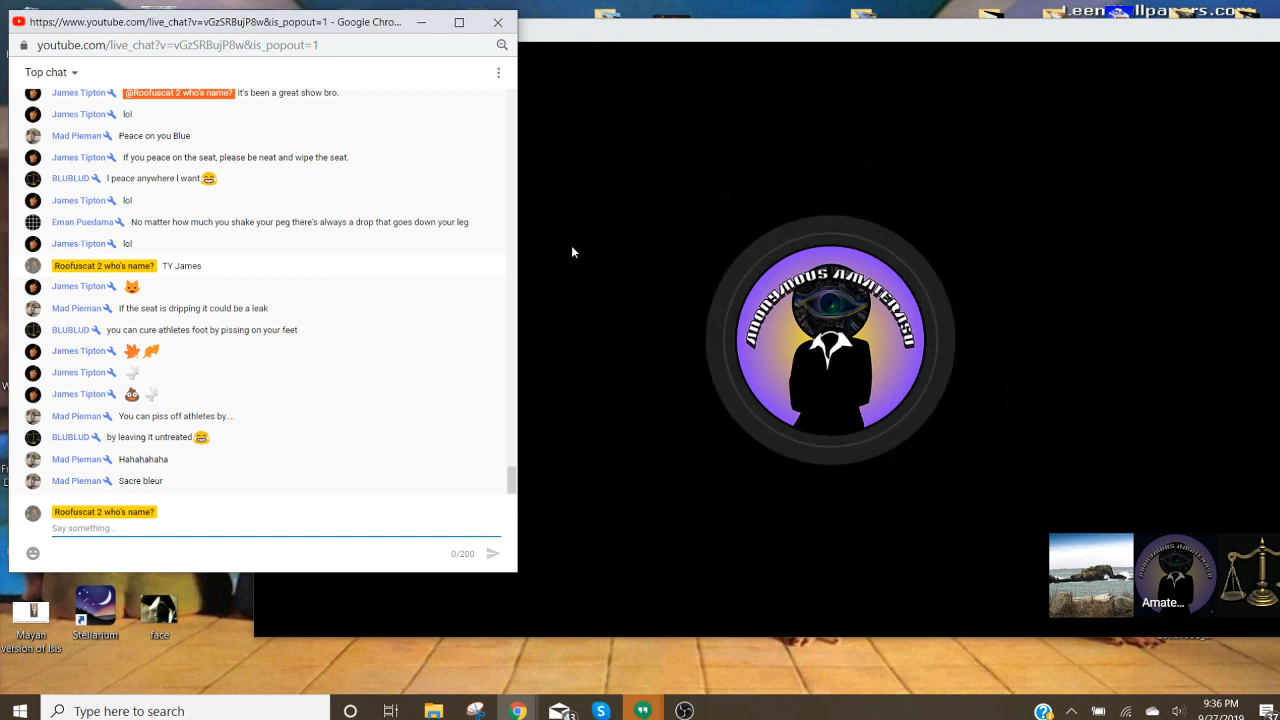 https://www.youtube.com/live_chat?v=vGzSRBujP8w&is_popout=1 - Google Chro...
youtube.com/live_chat?v=vGzSRBujP8w&is_popout=1
Top chat
James Tipton @Roofuscat 2 who's name? It's been a great show bro.
James Tipton lol
Mad Pieman Peace on you Blue
James Tipton If you peace on the seat, please be neat and wipe the seat.
BLUBLUD I peace anywhere I want😂
James Tipton lol
Eman Puedama No matter how much you shake your peg there's always a drop that goes down your leg
James Tipton lol
Roofuscat 2 who's name? TY James
James Tipton 🐱
Mad Pieman If the seat is dripping it could be a leak
BLUBLUD you can cure athletes foot by pissing on your feet
James Tipton 🍁🍂
James Tipton
James Tipton 💩
Mad Pieman You can piss off athletes by....
BLUBLUD by leaving it untreated😂
Mad Pieman Hahahahaha
Mad Pieman Sacre bleur
Roofuscat 2 who's name?
Say something...
0/200
ANONYMOUS AMATERASU
Amate...
Mayan version of Isis
Stellarium
face
Type here to search
43
9:36 PM
9/27/2019